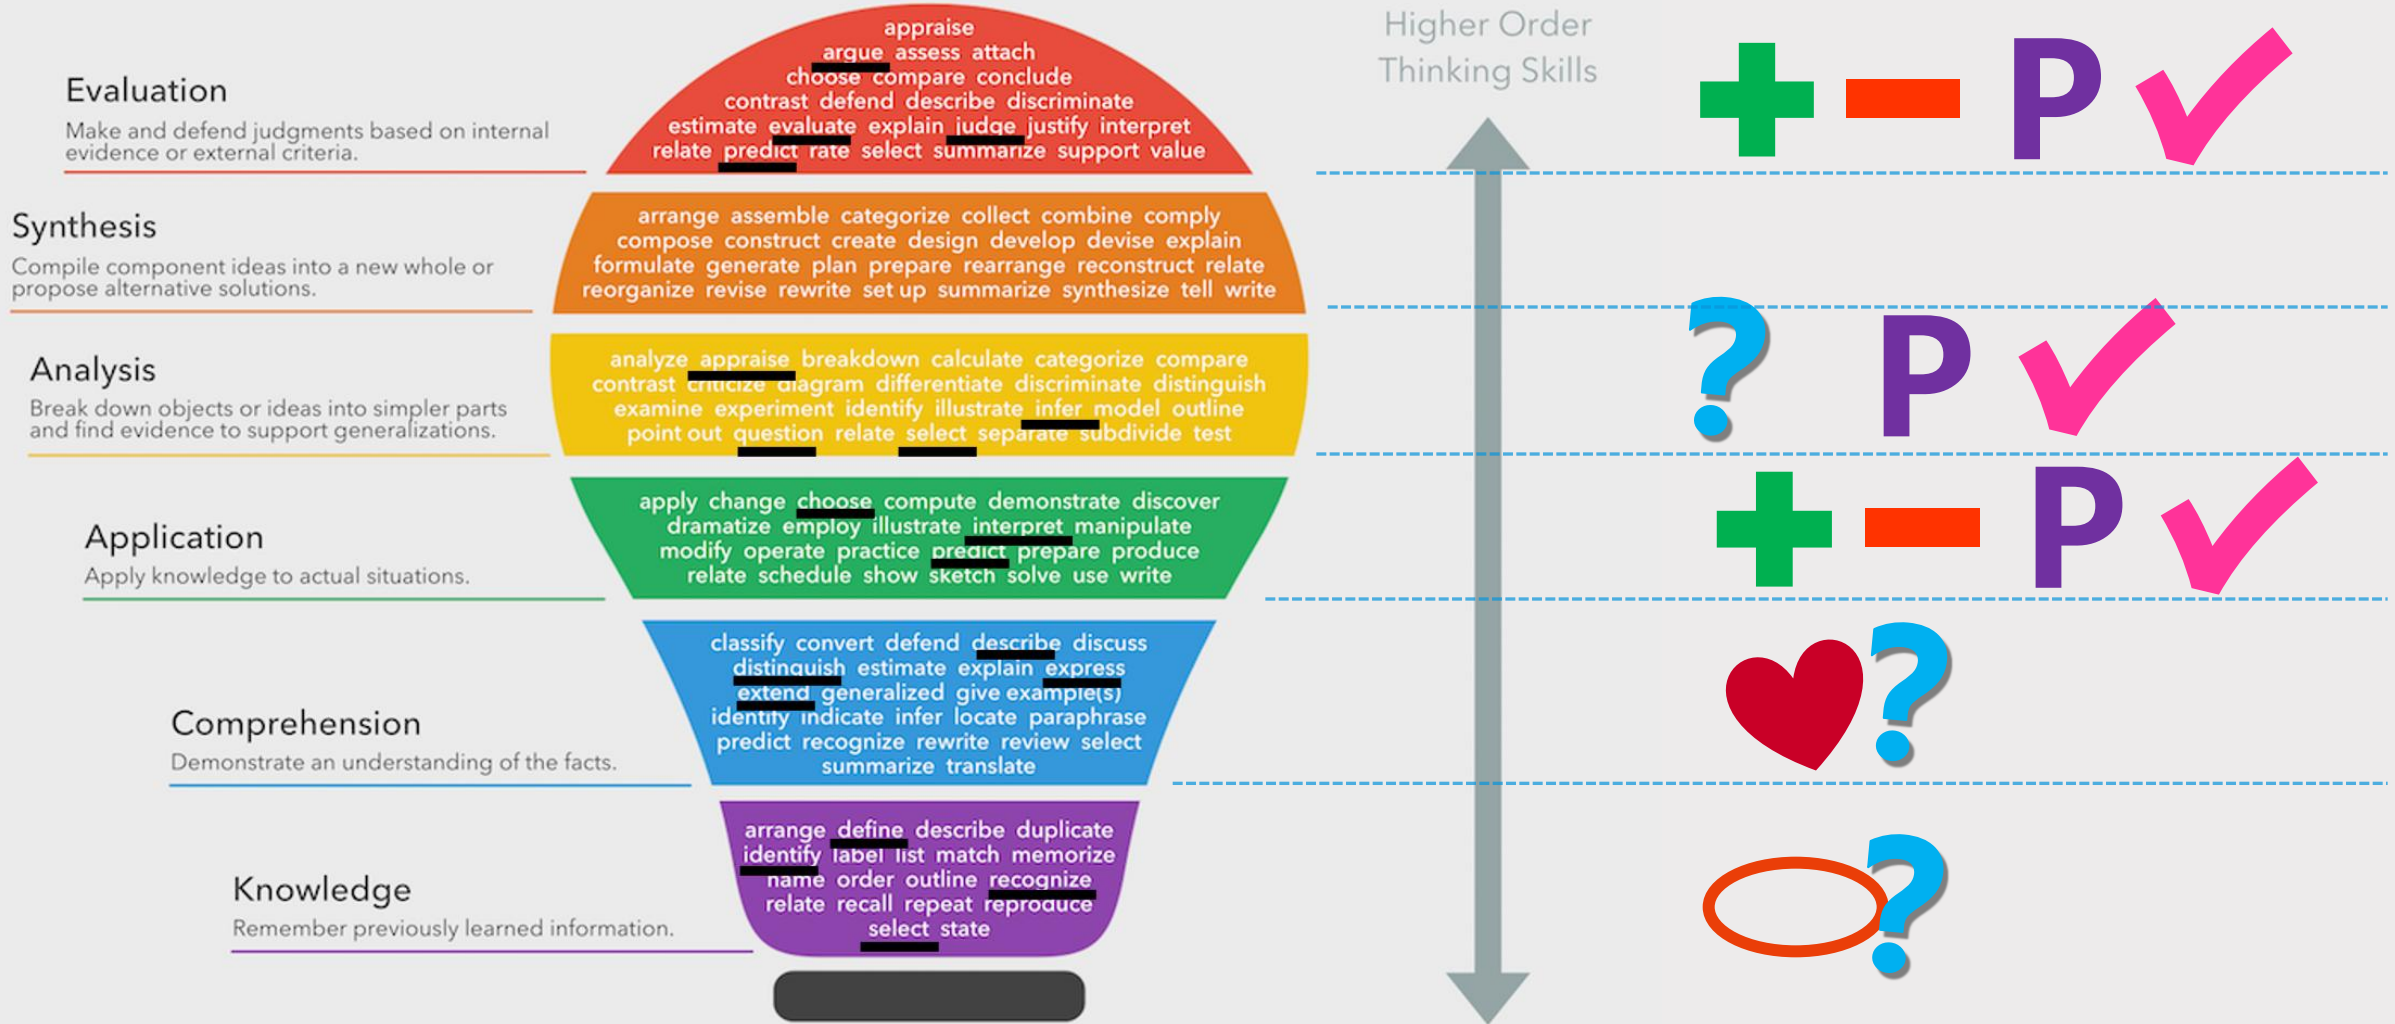 Higher Order
Thinking Skills
Evaluation
Make and defend judgments based on internal
evidence or external criteria.
appraise
argue assess attach
choose compare conclude
contrast defend describe discriminate
estimate evaluate explain judge justify interpret
relate predict rate select summarize support value
P
Synthesis
Compile component ideas into a new whole or
propose alternative solutions.
arrange assemble categorize collect combine comply
compose construct create design develop devise explain
formulate generate plan prepare rearrange reconstruct relate
reorganize revise rewrite set up summarize synthesize tell write
Analysis
Break down objects or ideas into simpler parts
and find evidence to support generalizations.
analyze appraise breakdown calculate categorize compare
contrast criticize diagram differentiate discriminate distinguish
examine experiment identify illustrate infer model outline
point out question relate select separate subdivide test
? P
Application
Apply knowledge to actual situations.
apply change choose compute demonstrate discover
dramatize employ illustrate interpret manipulate
modify operate practice predict prepare produce
relate schedule show sketch solve use write
P
Comprehension
Demonstrate an understanding of the facts.
classify convert defend describe discuss
distinguish estimate explain express
extend generalized give example(s)
identify indicate infer locate paraphrase
predict recognize rewrite review select
summarize translate
?
Knowledge
Remember previously learned information.
arrange define describe duplicate
identify label list match memorize
name order outline recognize
relate recall repeat reproduce
select state
?